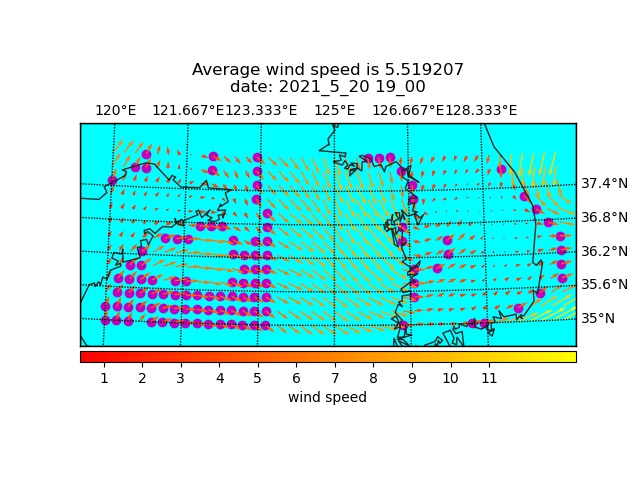 Average wind speed is 5.519207
date: 2021_5_20 19_00
120°E 121.667°E 123.333°E 125°E 126.667°E 128.333°E
37.4°N
36.8°N
36.2°N
35.6°N
35°N
1 2 3 4 5 6 7 8 9 10 11
wind speed